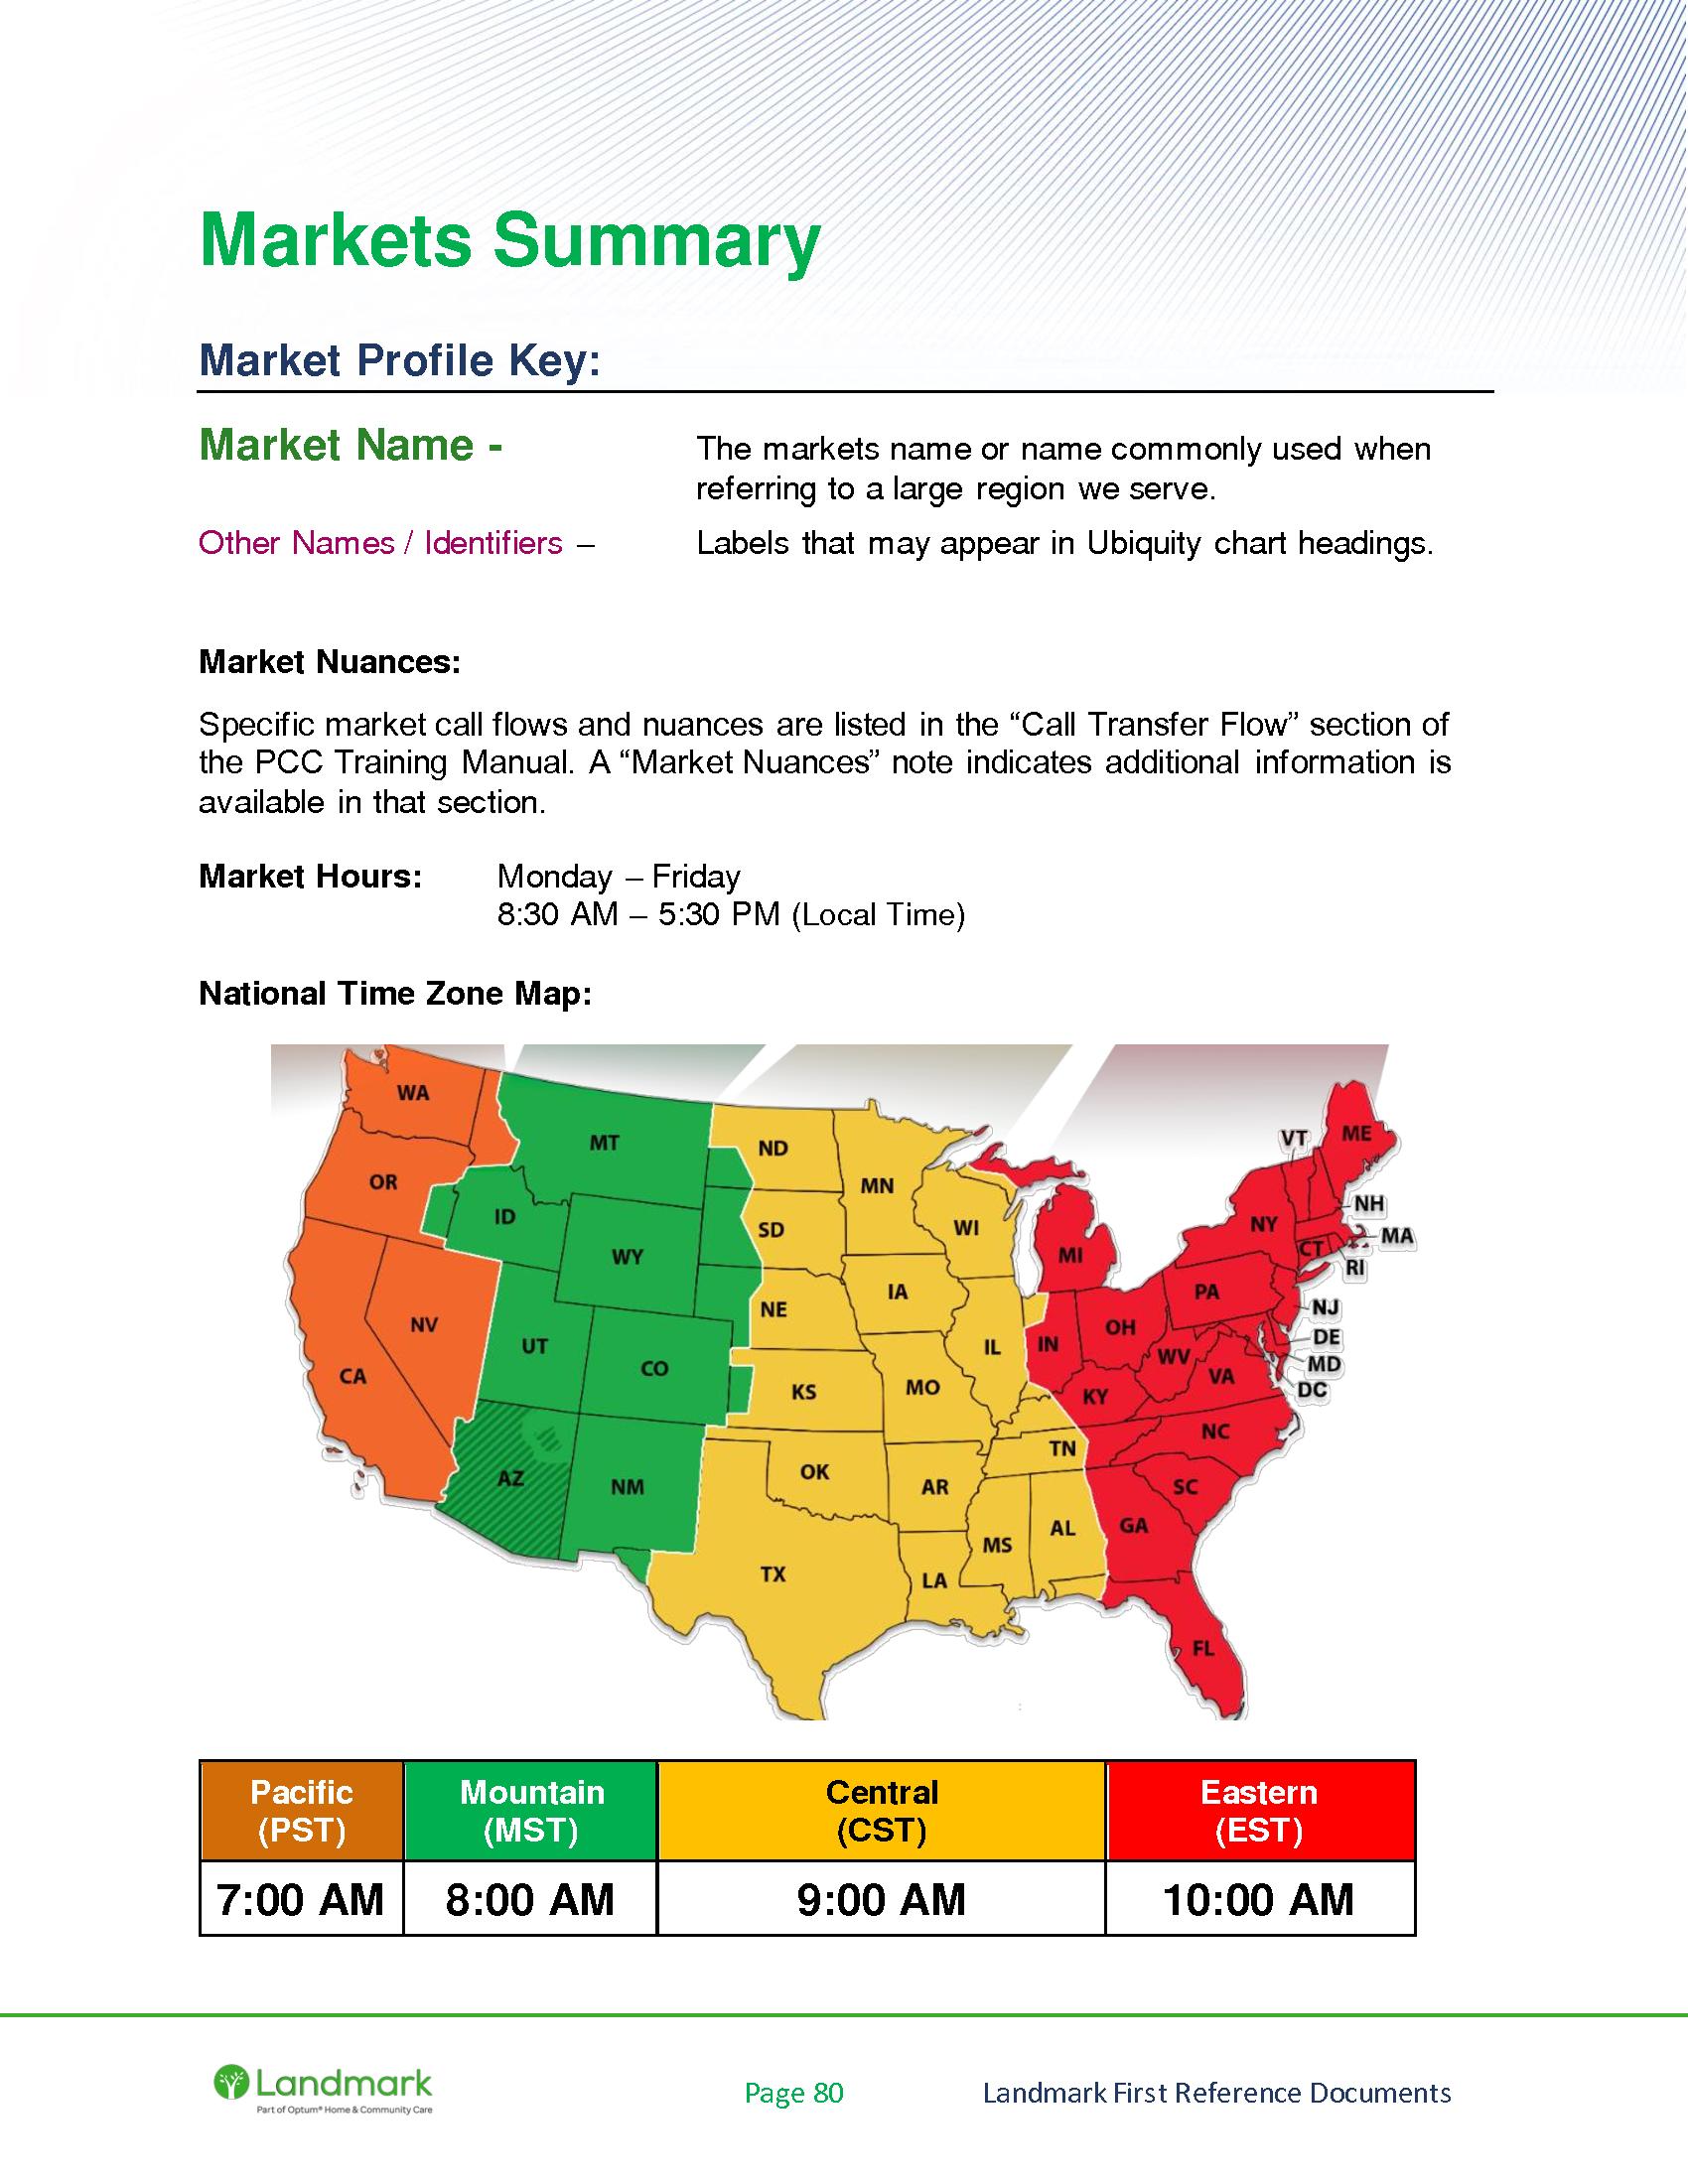 Markets Summary
Market Profile Key:
Market Name -
The markets name or name commonly used when
referring to a large region we serve.
Other Names / Identifiers –
Labels that may appear in Ubiquity chart headings.
Market Nuances:
Specific market call flows and nuances are listed in the “Call Transfer Flow” section of
the PCC Training Manual. A “Market Nuances” note indicates additional information is
available in that section.
Market Hours:
Monday – Friday
8:30 AM – 5:30 PM (Local Time)
National Time Zone Map:
WA
MT
ND
MN
VT
ME
OR
ID
SD
WI
NH
NY
MA
WY
MI
CT
RI
NE
IA
PA
NJ
NV
UT
CO
IL
IN
OH
DE
WV
MD
CA
KS
MO
KY
VA
DC
AZ
NM
OK
AR
TN
NC
SC
TX
LA
MS
AL
GA
FL
Pacific
(PST)
Mountain
(MST)
Central
(CST)
Eastern
(EST)
7:00 AM
8:00 AM
9:00 AM
10:00 AM
Landmark
Part of Optum® Home & Community Care
Page 80
Landmark First Reference Documents